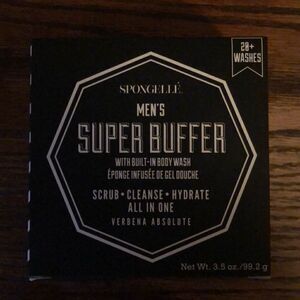 20+
WASHES
SPONGELLÉ
MEN'S
SUPER BUFFER
WITH BUILT-IN BODY WASH
ÉPONGE INFUSÉE DE GEL DOUCHE
SCRUB • CLEANSE • HYDRATE
ALL IN ONE
VERBENA ABSOLUTE
Net Wt. 3.5 oz./99.2 g